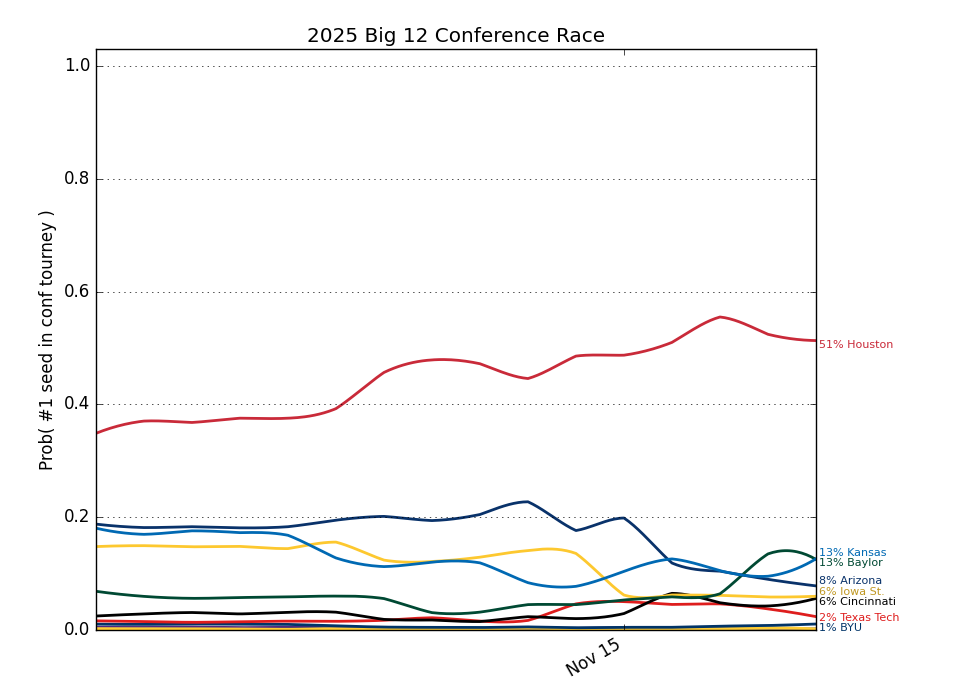 2025 Big 12 Conference Race
Prob( #1 seed in conf tourney )
1.0
0.8
0.6
0.4
0.2
0.0
Nov 15
51% Houston
13% Kansas
13% Baylor
8% Arizona
6% Iowa St.
6% Cincinnati
2% Texas Tech
1% BYU